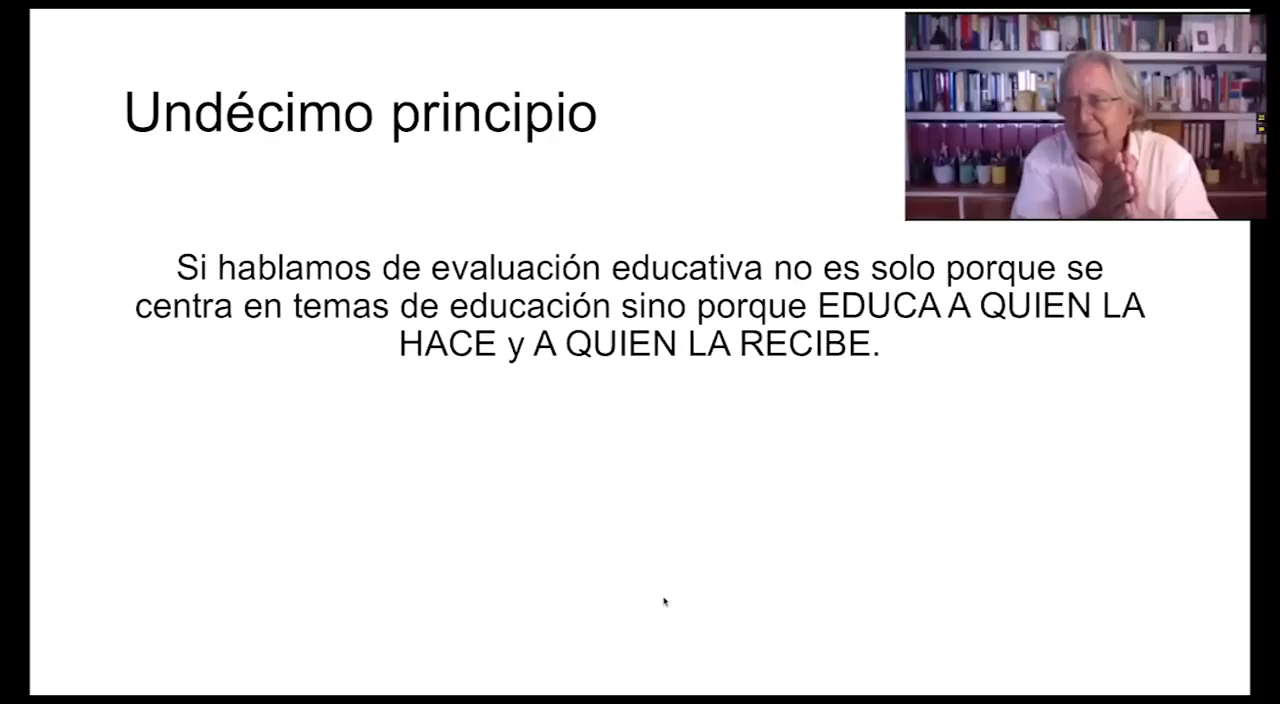 Undécimo principio
Si hablamos de evaluación educativa no es solo porque se
centra en temas de educación sino porque EDUCA A QUIEN LA
HACE y A QUIEN LA RECIBE.